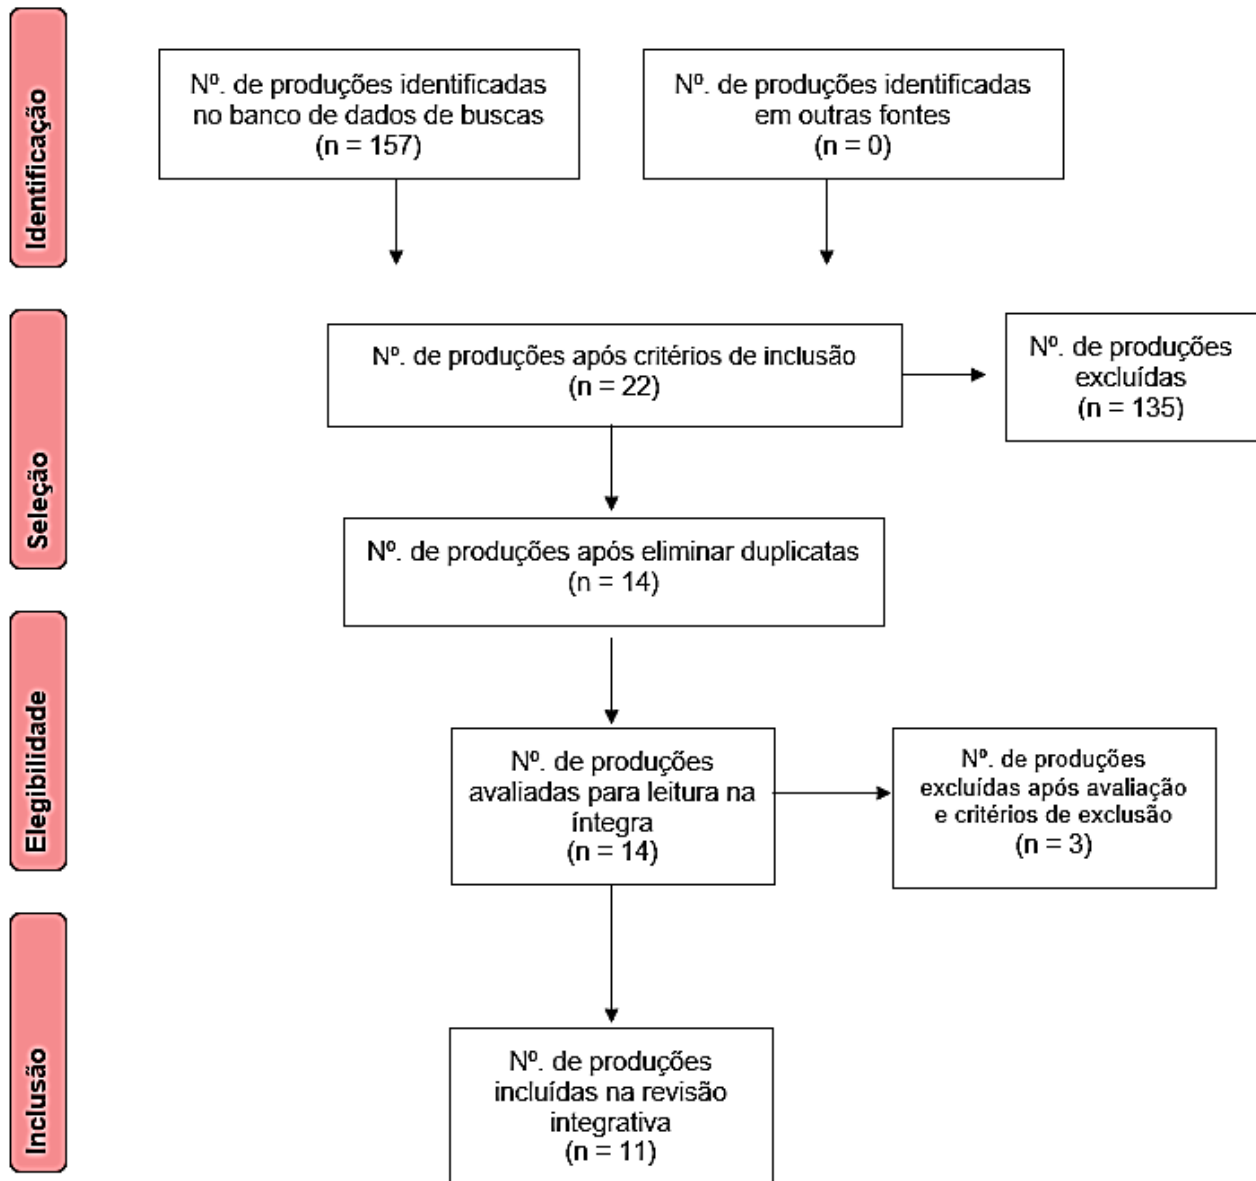 Identificação
Nº. de produções identificadas
no banco de dados de buscas
(n = 157)
Nº. de produções identificadas
em outras fontes
(n = 0)
Seleção
Nº. de produções após critérios de inclusão
(n = 22)
Nº. de produções
excluídas
(n = 135)
Nº. de produções após eliminar duplicatas
(n = 14)
Elegibilidade
Nº. de produções
avaliadas para leitura na
íntegra
(n = 14)
Nº. de produções
excluídas após avaliação
e critérios de exclusão
(n = 3)
Inclusão
Nº. de produções
incluídas na revisão
integrativa
(n = 11)